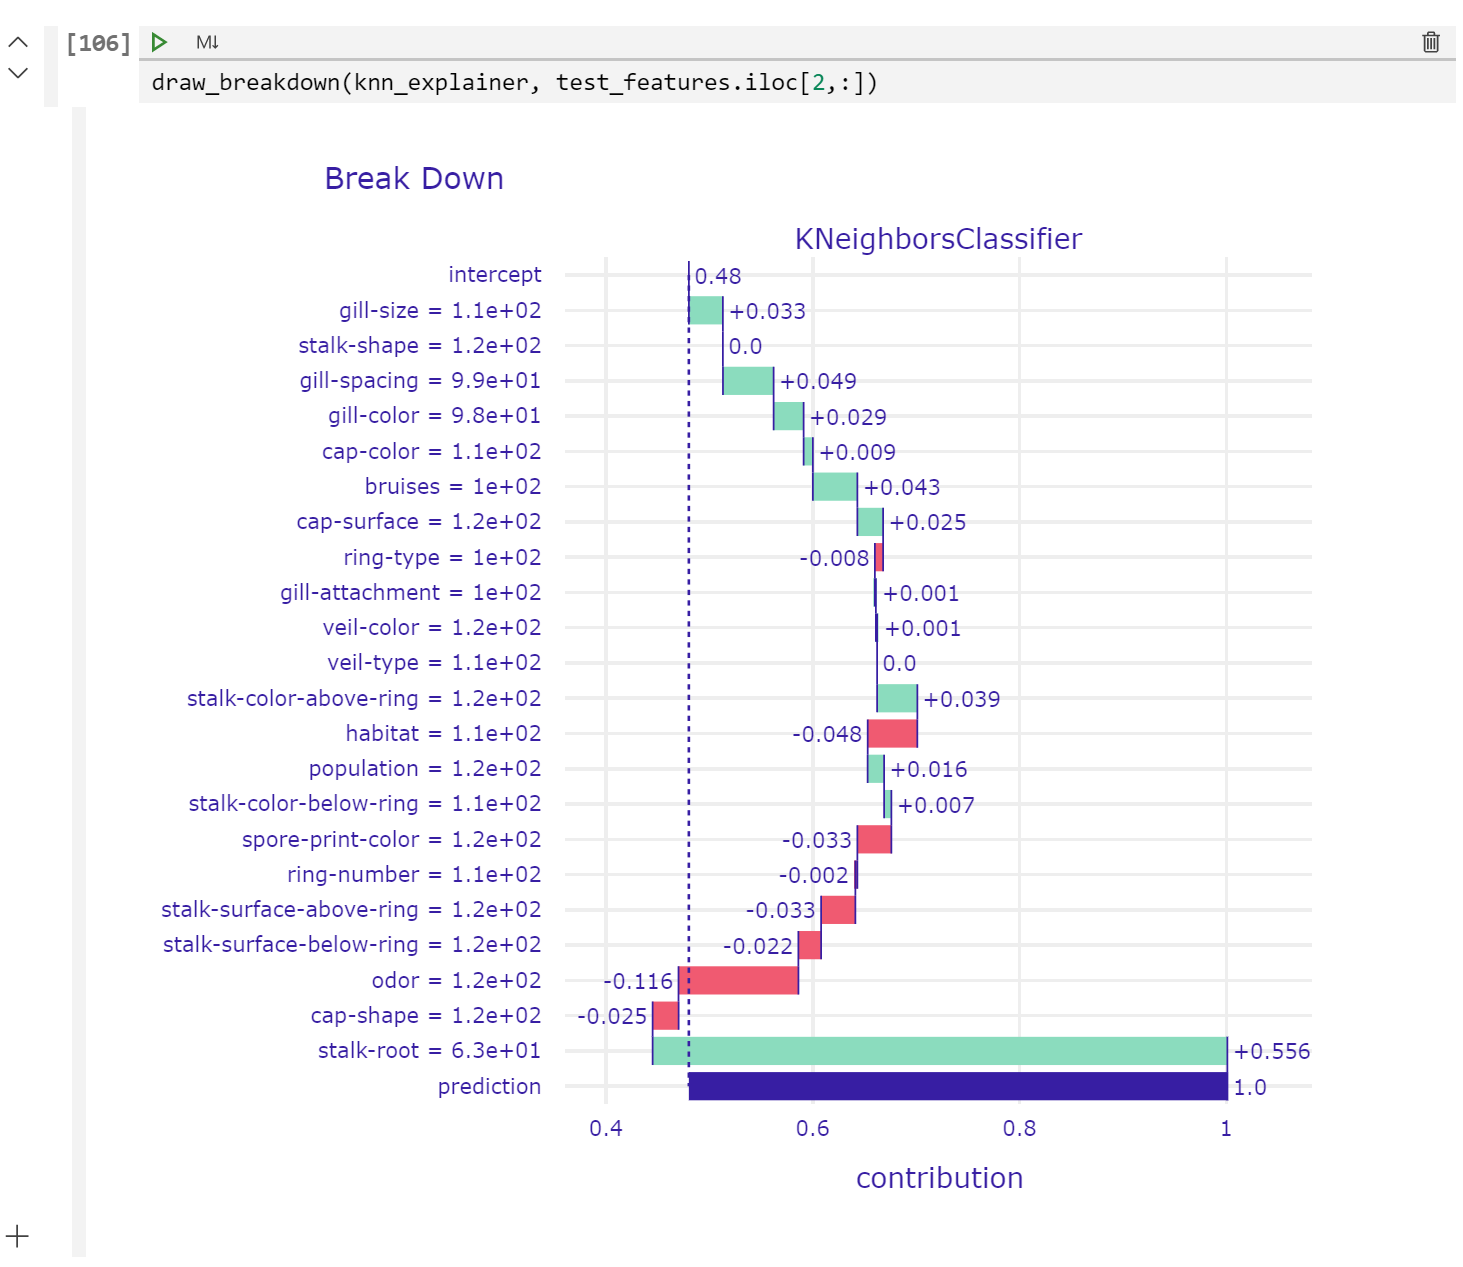 [106] M↓
draw_breakdown(knn_explainer, test_features.iloc[2,:])
Break Down
KNeighborsClassifier
intercept 0.48
gill-size = 1.1e+02 +0.033
stalk-shape = 1.2e+02 0.0
gill-spacing = 9.9e+01 +0.049
gill-color = 9.8e+01 +0.029
cap-color = 1.1e+02 +0.009
bruises = 1e+02 +0.043
cap-surface = 1.2e+02 +0.025
ring-type = 1e+02 -0.008
gill-attachment = 1e+02 +0.001
veil-color = 1.2e+02 +0.001
veil-type = 1.1e+02 0.0
stalk-color-above-ring = 1.2e+02 +0.039
habitat = 1.1e+02 -0.048
population = 1.2e+02 +0.016
stalk-color-below-ring = 1.1e+02 +0.007
spore-print-color = 1.2e+02 -0.033
ring-number = 1.1e+02 -0.002
stalk-surface-above-ring = 1.2e+02 -0.033
stalk-surface-below-ring = 1.2e+02 -0.022
odor = 1.2e+02 -0.116
cap-shape = 1.2e+02 -0.025
stalk-root = 6.3e+01 +0.556
prediction 1.0
0.4 0.6 0.8 1
contribution